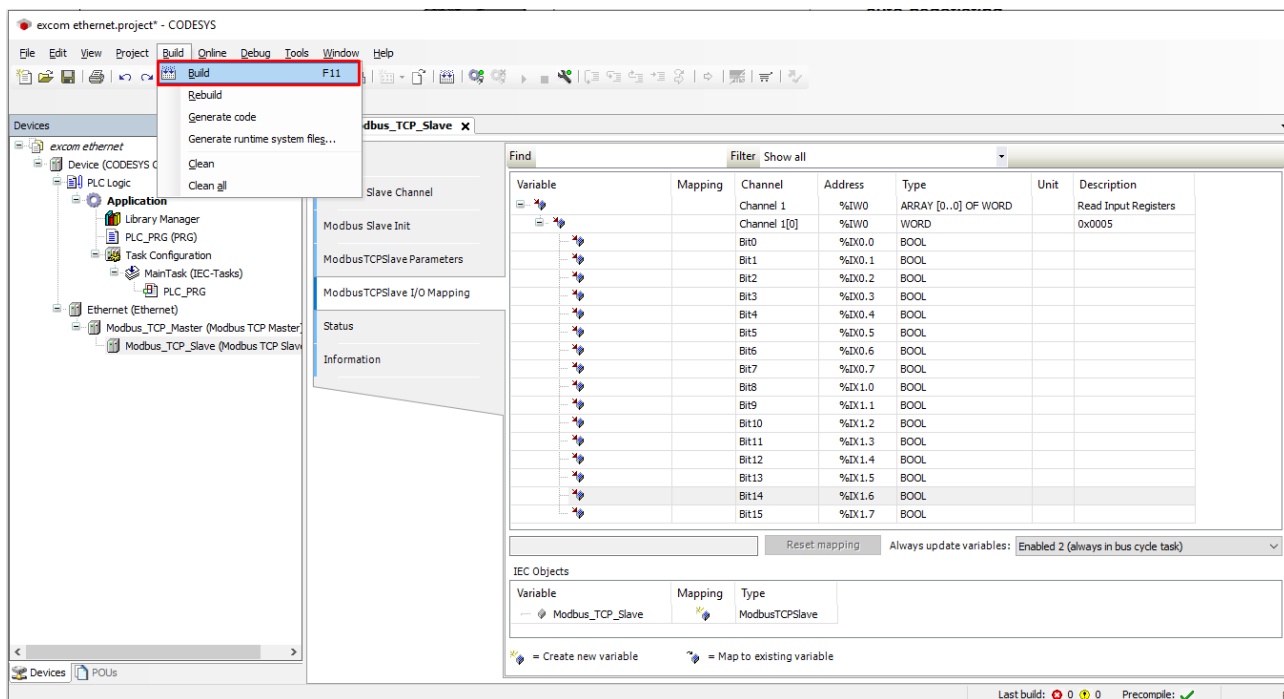 excom ethernet.project* - CODESYS
File Edit View Project Build Online Debug Tools Window Help
Build F11
Rebuild
Generate code
Generate runtime system files...
Clean
Clean all
Devices
excom ethernet
Device (CODESYS C
PLC Logic
Application
Library Manager
PLC_PRG (PRG)
Task Configuration
MainTask (IEC-Tasks)
PLC_PRG
Ethernet (Ethernet)
Modbus_TCP_Master (Modbus TCP Master)
Modbus_TCP_Slave (Modbus TCP Slav
Devices POUs
dbus_TCP_Slave X
Slave Channel
Modbus Slave Init
ModbusTCPSlave Parameters
ModbusTCPSlave I/O Mapping
Status
Information
Find Filter Show all
Variable Mapping Channel Address Type Unit Description
Channel 1 %IW0 ARRAY [0..0] OF WORD Read Input Registers
Channel 1[0] %IW0 WORD 0x0005
Bit0 %IX0.0 BOOL
Bit1 %IX0.1 BOOL
Bit2 %IX0.2 BOOL
Bit3 %IX0.3 BOOL
Bit4 %IX0.4 BOOL
Bit5 %IX0.5 BOOL
Bit6 %IX0.6 BOOL
Bit7 %IX0.7 BOOL
Bit8 %IX1.0 BOOL
Bit9 %IX1.1 BOOL
Bit10 %IX1.2 BOOL
Bit11 %IX1.3 BOOL
Bit12 %IX1.4 BOOL
Bit13 %IX1.5 BOOL
Bit14 %IX1.6 BOOL
Bit15 %IX1.7 BOOL
Reset mapping Always update variables: Enabled 2 (always in bus cycle task)
IEC Objects
Variable Mapping Type
Modbus_TCP_Slave ModbusTCPSlave
= Create new variable = Map to existing variable
Last build: 0 0 Precompile: